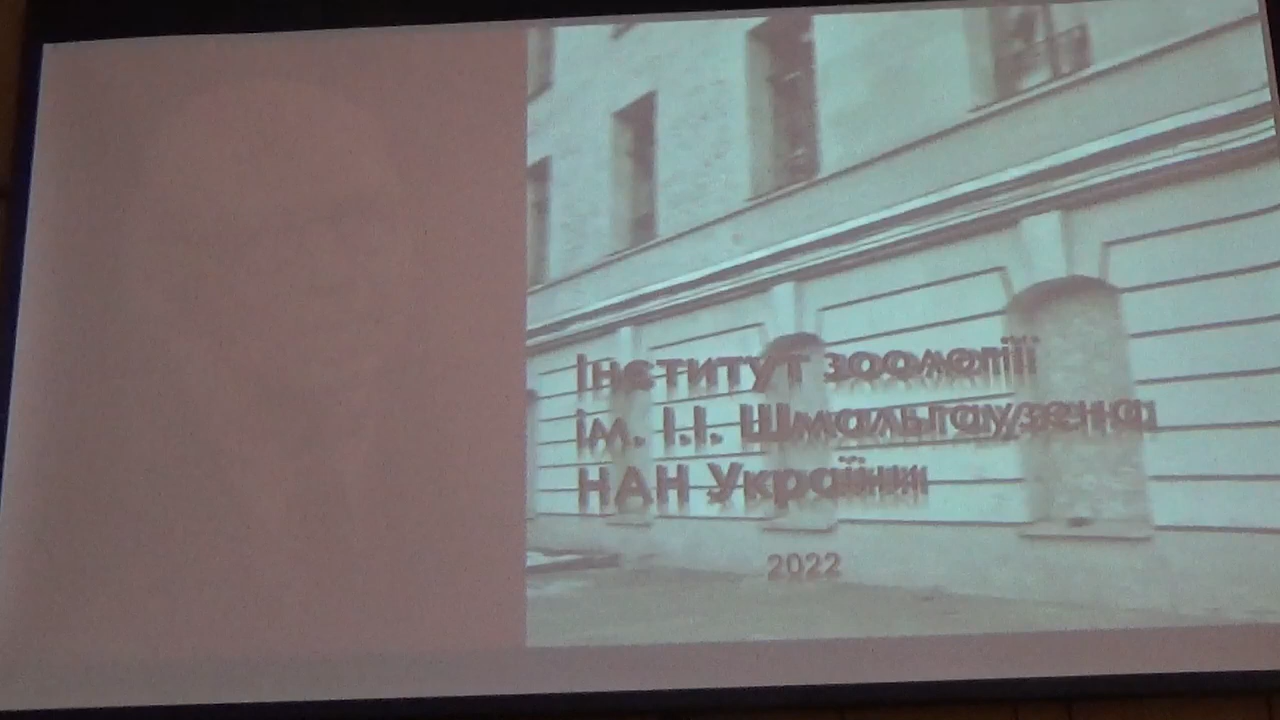 Інститут зоології
ім. І.І. Шмальгаузена
НАН України
2022